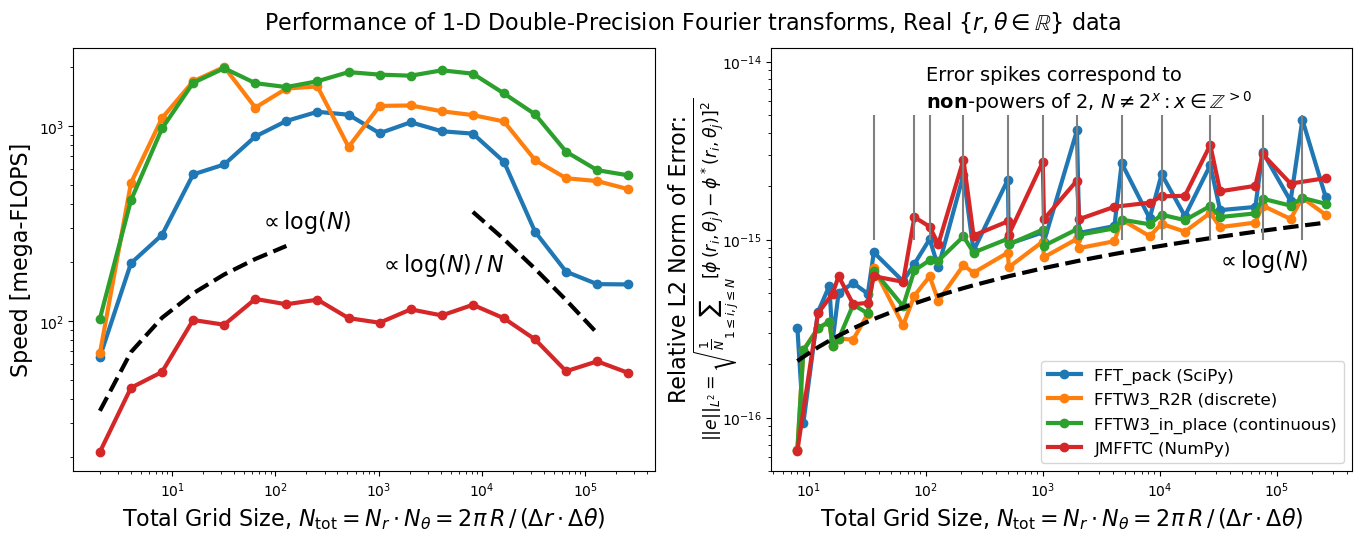 Performance of 1-D Double-Precision Fourier transforms, Real {r, θ ∈ ℝ} data
Speed [mega-FLOPS]
10³
10²
∝ log(N)
∝ log(N) / N
10¹
10²
10³
10⁴
10⁵
Total Grid Size, N_tot = N_r · N_θ = 2π R / (Δr · Δθ)
Relative L2 Norm of Error:
||e||_{L²} = √(1/N ∑_{1≤i,j≤N} [ϕ (r_i, θ_j) − ϕ* (r_i, θ_j)]²
10⁻¹⁴
10⁻¹⁵
10⁻¹⁶
Error spikes correspond to
non-powers of 2, N ≠ 2ˣ : x ∈ ℤ^{>0}
∝ log(N)
FFT_pack (SciPy)
FFTW3_R2R (discrete)
FFTW3_in_place (continuous)
JMFFTC (NumPy)
10¹
10²
10³
10⁴
10⁵
Total Grid Size, N_tot = N_r · N_θ = 2π R / (Δr · Δθ)